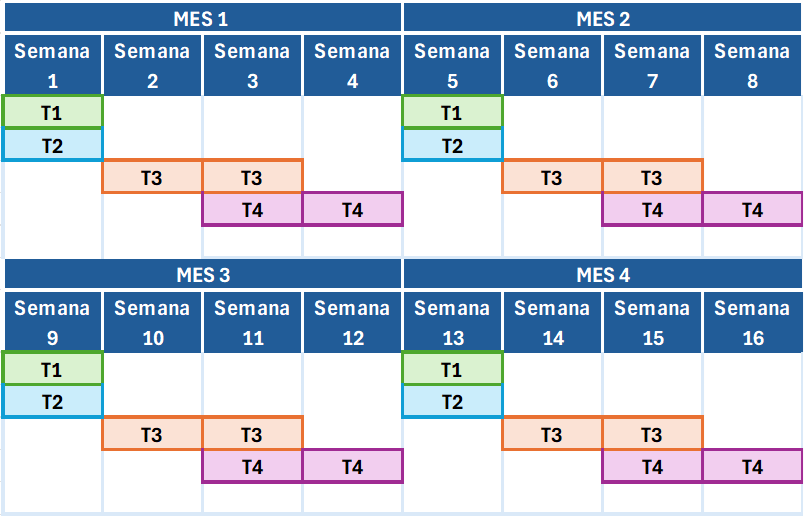 MES 1 MES 2
Semana Semana Semana Semana Semana Semana Semana Semana
1 2 3 4 5 6 7 8
T1 T1
T2 T2
T3 T3 T3 T3
T4 T4 T4 T4
MES 3 MES 4
Semana Semana Semana Semana Semana Semana Semana Semana
9 10 11 12 13 14 15 16
T1 T1
T2 T2
T3 T3 T3 T3
T4 T4 T4 T4